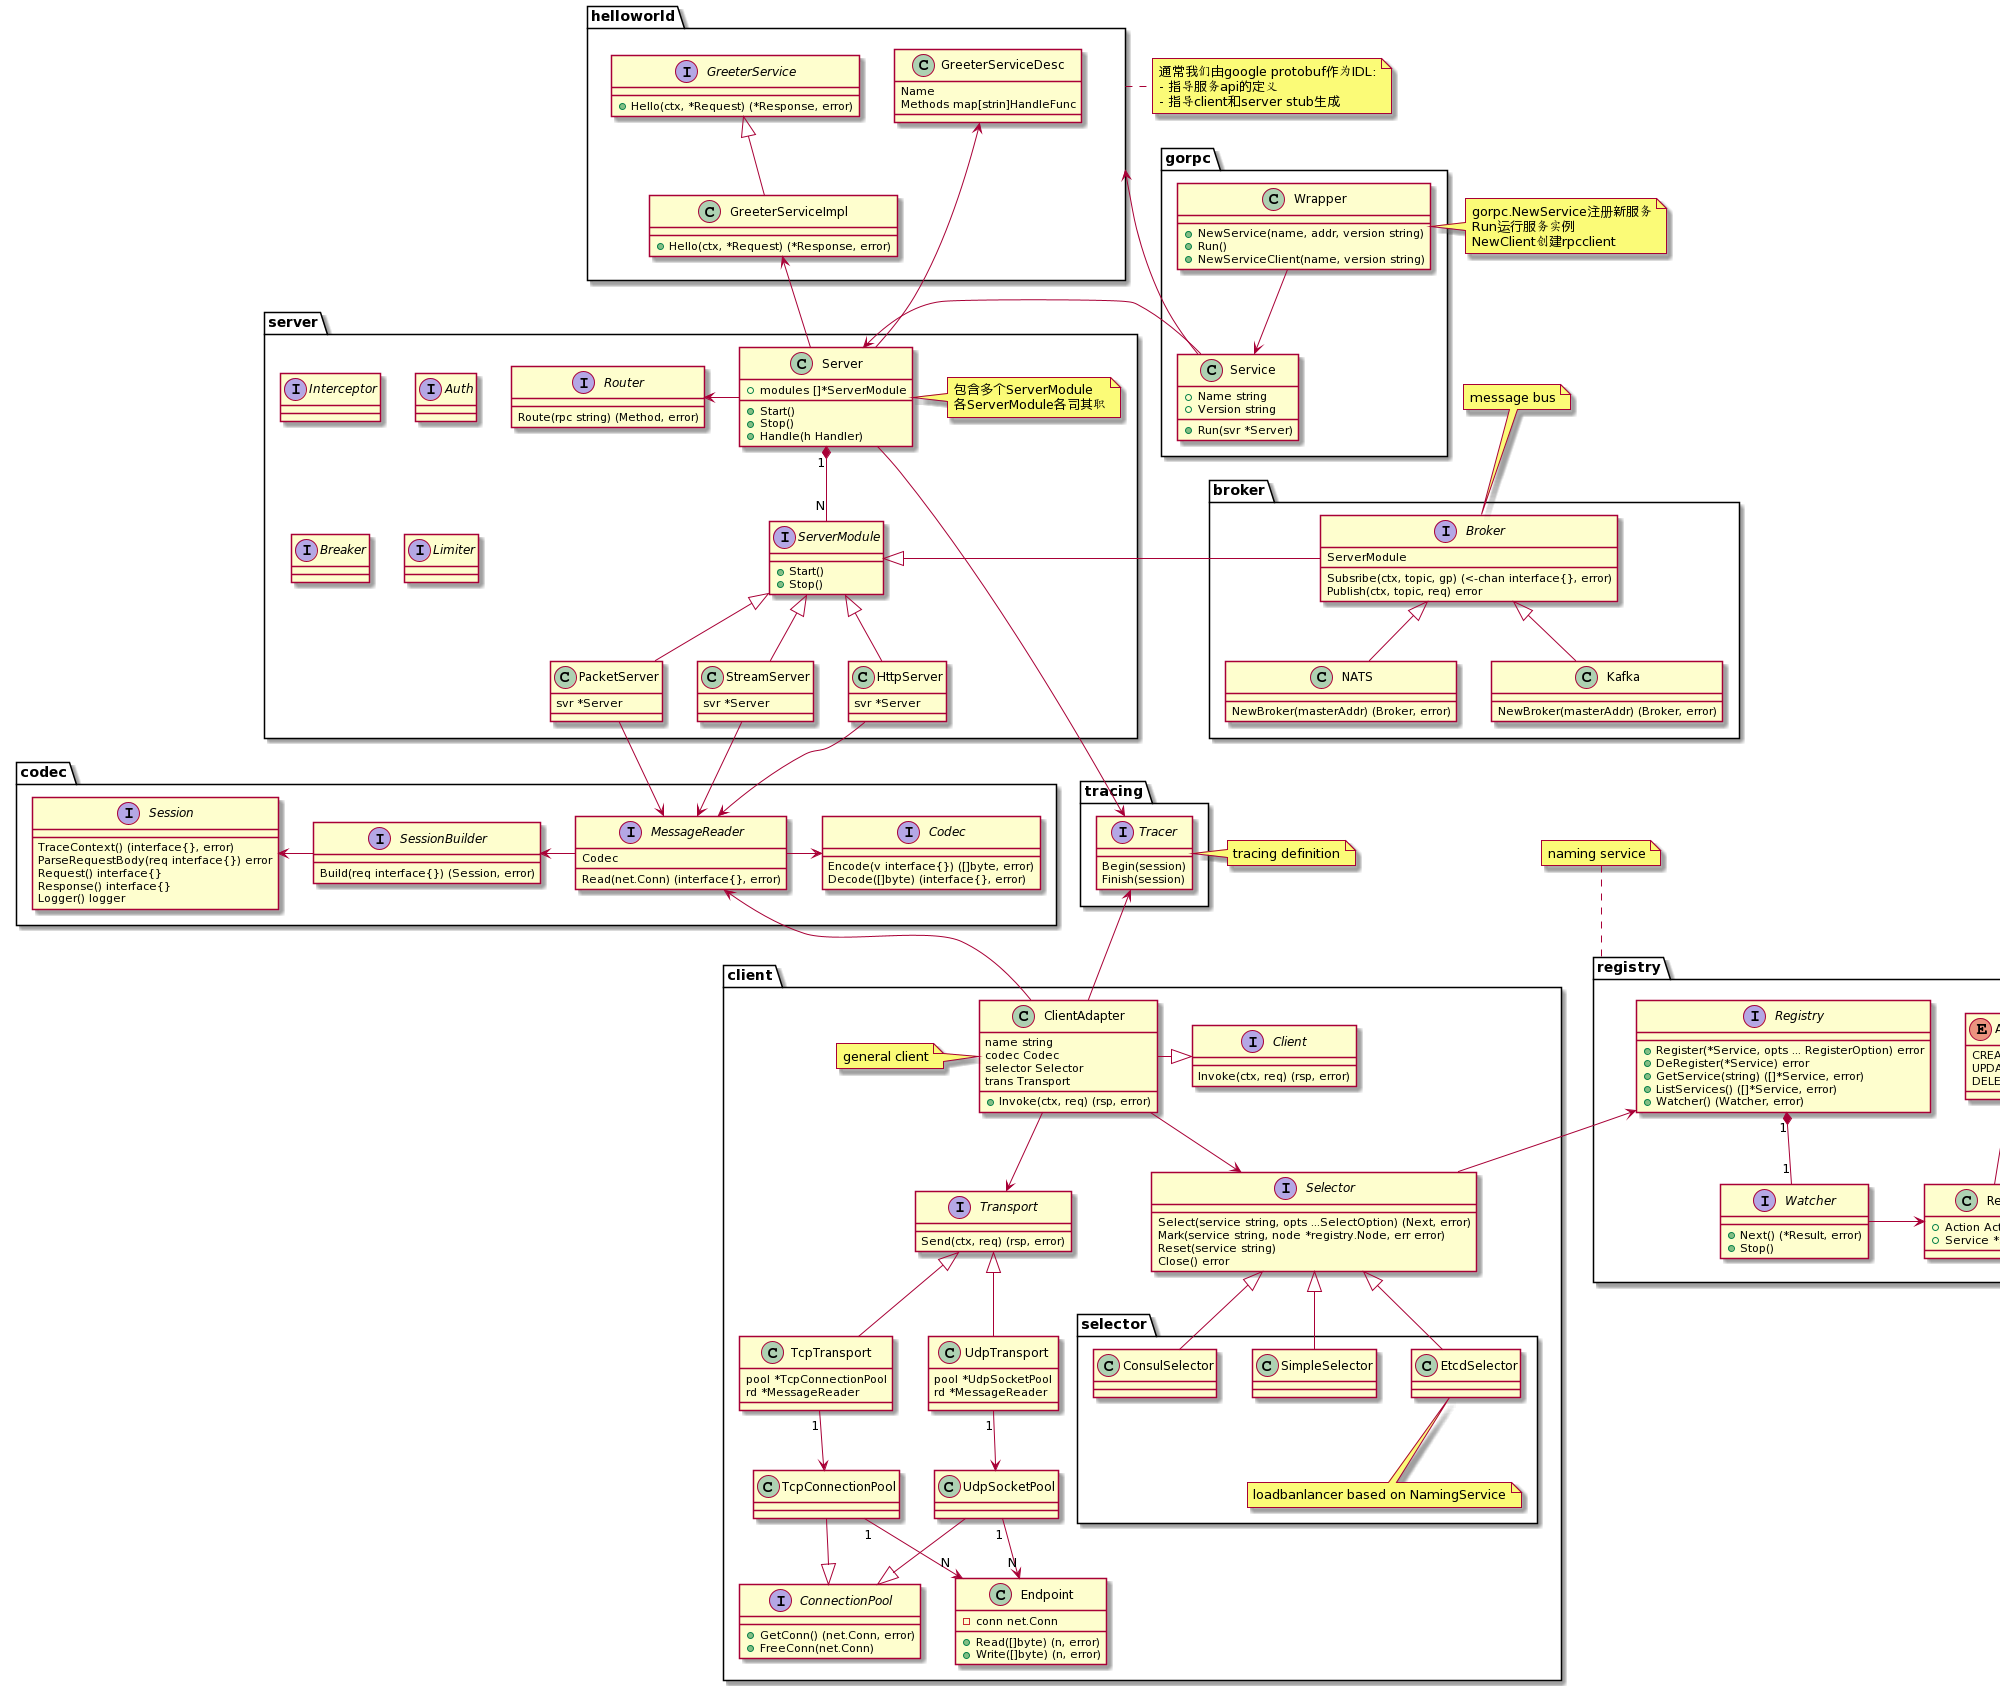 helloworld
GreeterService
Hello(ctx, *Request) (*Response, error)
GreeterServiceDesc
Name
Methods map[strin]HandleFunc
通常我们由google protobuf作为IDL:
- 指导服务api的定义
- 指导client和server stub生成
GreeterServiceImpl
Hello(ctx, *Request) (*Response, error)
gorpc
Wrapper
NewService(name, addr, version string)
Run()
NewServiceClient(name, version string)
gorpc.NewService注册新服务
Run运行服务实例
NewClient创建rpcclient
Service
Name string
Version string
Run(svr *Server)
server
Interceptor
Auth
Router
Route(rpc string) (Method, error)
Server
modules []*ServerModule
Start()
Stop()
Handle(h Handler)
包含多个ServerModule
各ServerModule各司其职
1
N
Breaker
Limiter
ServerModule
Start()
Stop()
PacketServer
svr *Server
StreamServer
svr *Server
HttpServer
svr *Server
message bus
broker
Broker
ServerModule
Subsribe(ctx, topic, gp) (<-chan interface{}, error)
Publish(ctx, topic, req) error
NATS
NewBroker(masterAddr) (Broker, error)
Kafka
NewBroker(masterAddr) (Broker, error)
codec
Session
TraceContext() (interface{}, error)
ParseRequestBody(req interface{}) error
Request() interface{}
Response() interface{}
Logger() logger
SessionBuilder
Build(req interface{}) (Session, error)
MessageReader
Codec
Read(net.Conn) (interface{}, error)
Codec
Encode(v interface{}) ([]byte, error)
Decode([]byte) (interface{}, error)
tracing
Tracer
Begin(session)
Finish(session)
tracing definition
naming service
client
general client
ClientAdapter
name string
codec Codec
selector Selector
trans Transport
Invoke(ctx, req) (rsp, error)
Client
Invoke(ctx, req) (rsp, error)
Transport
Send(ctx, req) (rsp, error)
Selector
Select(service string, opts ...SelectOption) (Next, error)
Mark(service string, node *registry.Node, err error)
Reset(service string)
Close() error
TcpTransport
pool *TcpConnectionPool
rd *MessageReader
UdpTransport
pool *UdpSocketPool
rd *MessageReader
1
1
TcpConnectionPool
UdpSocketPool
1
1
N
N
ConnectionPool
GetConn() (net.Conn, error)
FreeConn(net.Conn)
Endpoint
conn net.Conn
Read([]byte) (n, error)
Write([]byte) (n, error)
selector
ConsulSelector
SimpleSelector
EtcdSelector
loadbanlancer based on NamingService
registry
Registry
Register(*Service, opts ... RegisterOption) error
DeRegister(*Service) error
GetService(string) ([]*Service, error)
ListServices() ([]*Service, error)
Watcher() (Watcher, error)
1
1
Watcher
Next() (*Result, error)
Stop()
Action
Service *